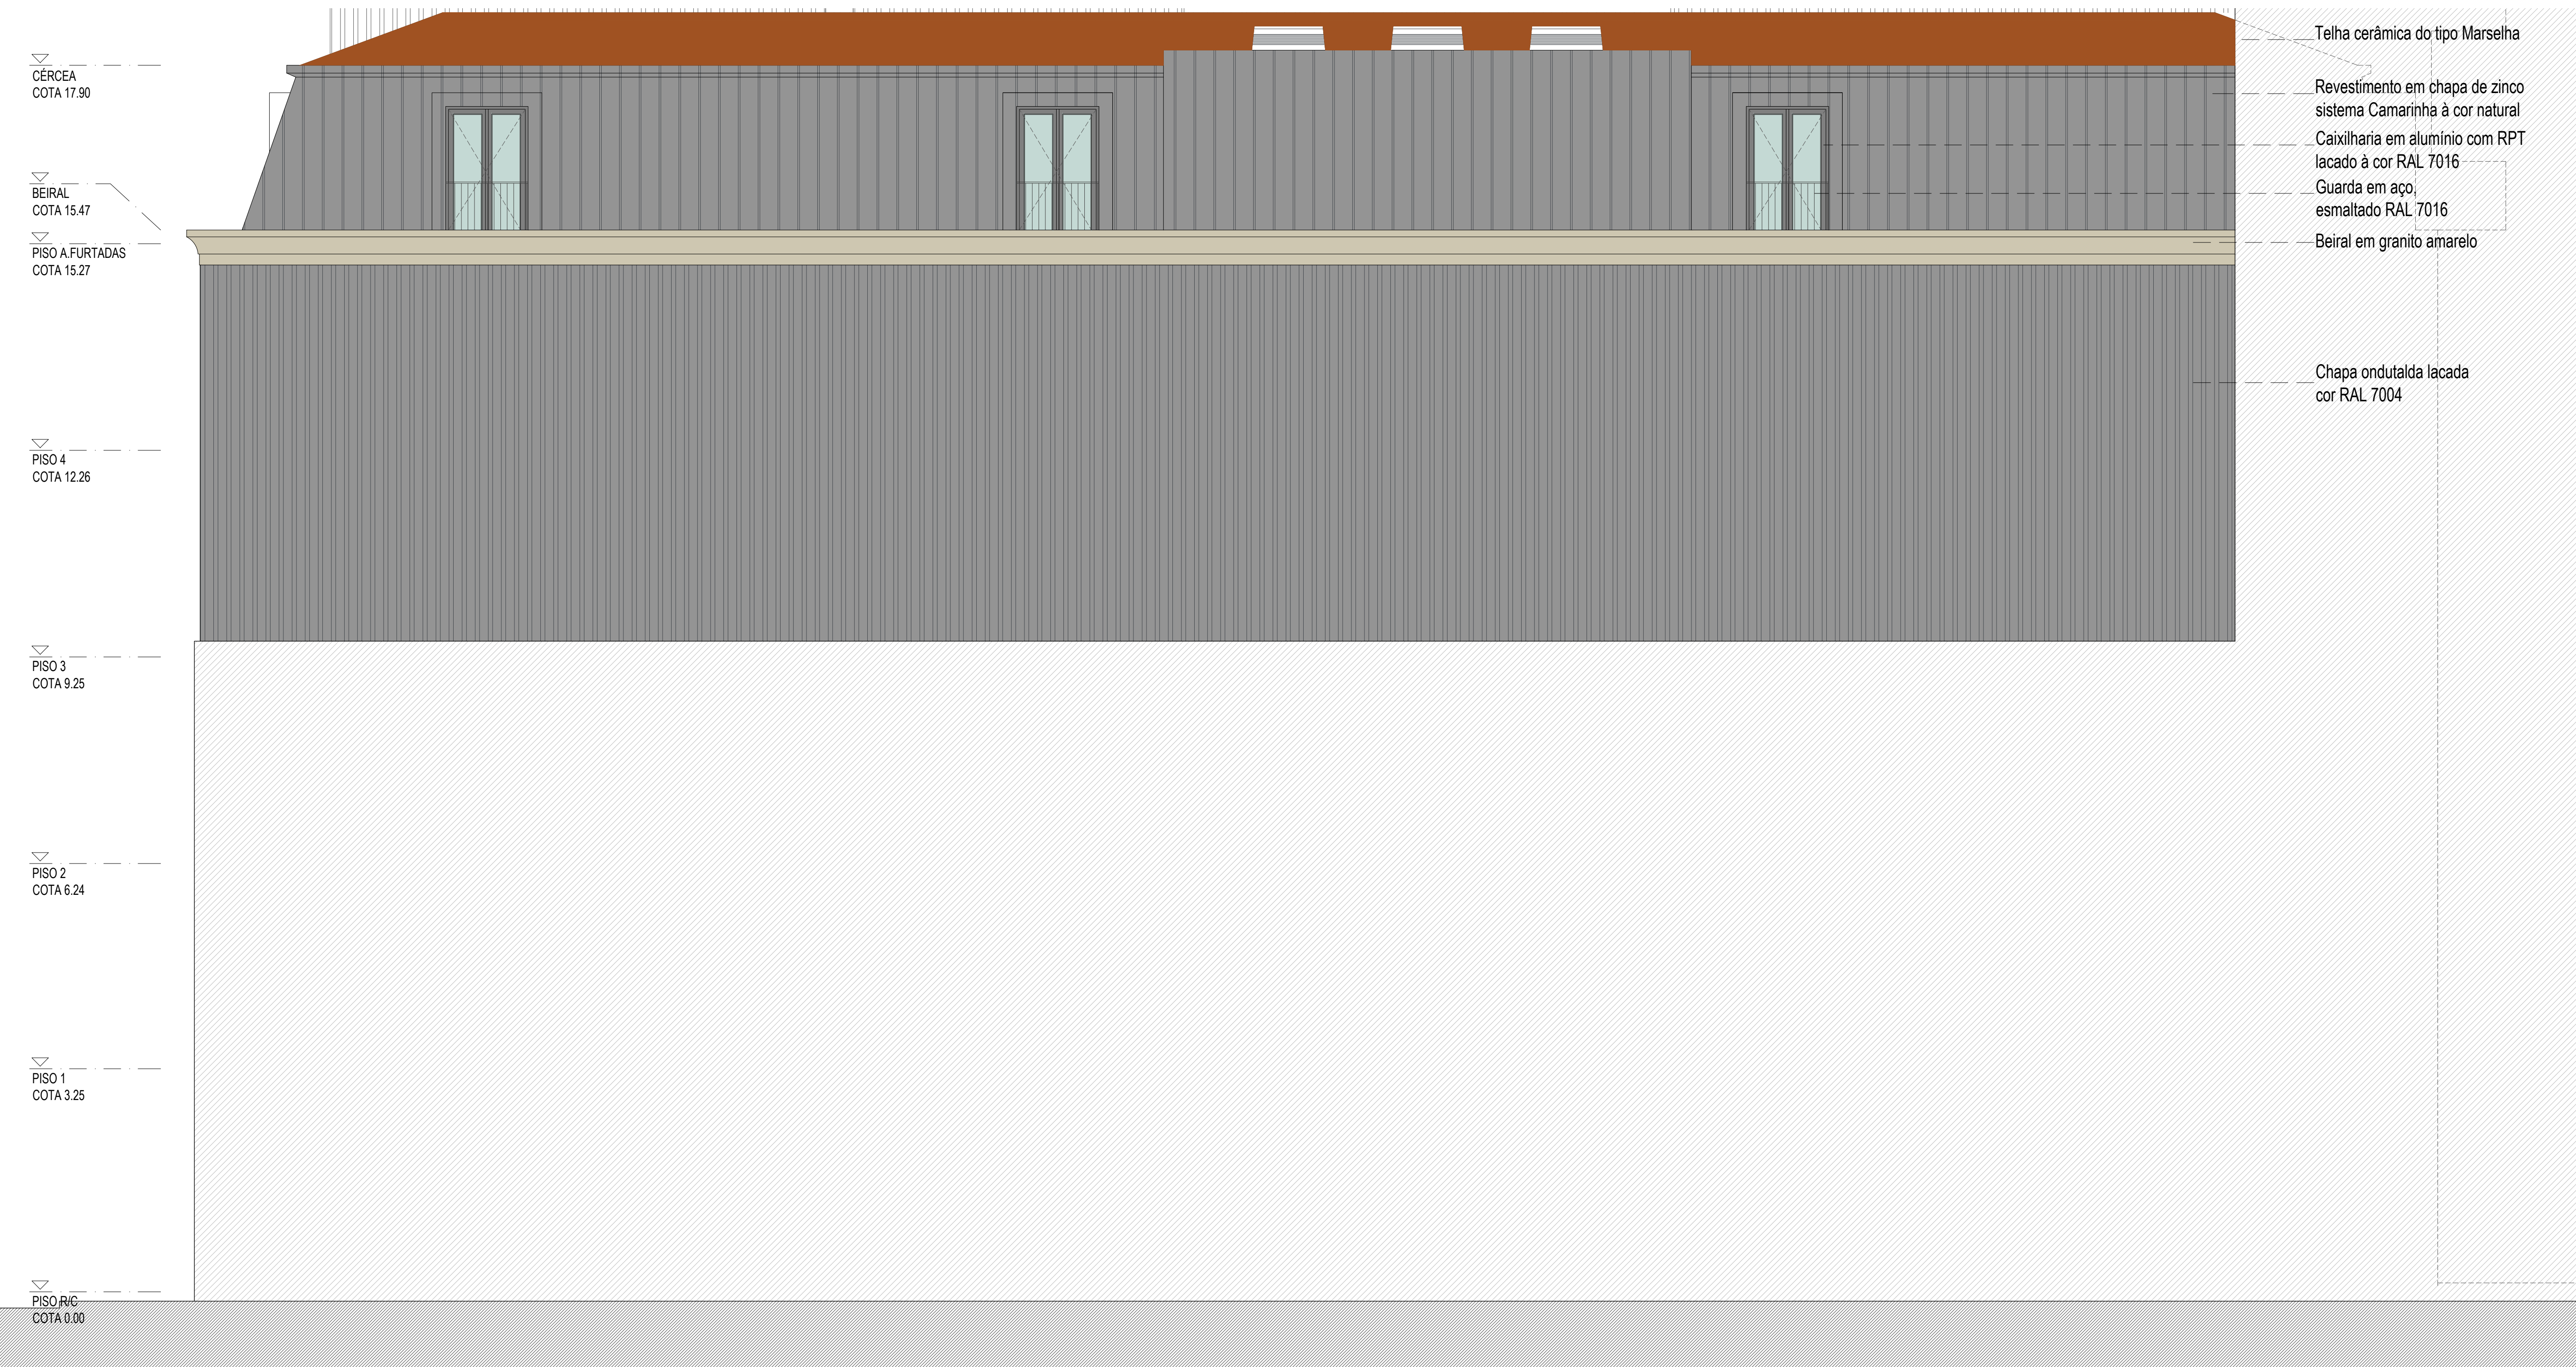 CÉRCEA
COTA 17.90
BEIRAL
COTA 15.47
PISO A.FURTADAS
COTA 15.27
PISO 4
COTA 12.26
PISO 3
COTA 9.25
PISO 2
COTA 6.24
PISO 1
COTA 3.25
PISO R/C
COTA 0.00
Telha cerâmica do tipo Marselha
Revestimento em chapa de zinco
sistema Camarinha à cor natural
Caixilharia em alumínio com RPT
lacado à cor RAL 7016
Guarda em aço,
esmaltado RAL 7016
Beiral em granito amarelo
Chapa ondutalda lacada
cor RAL 7004